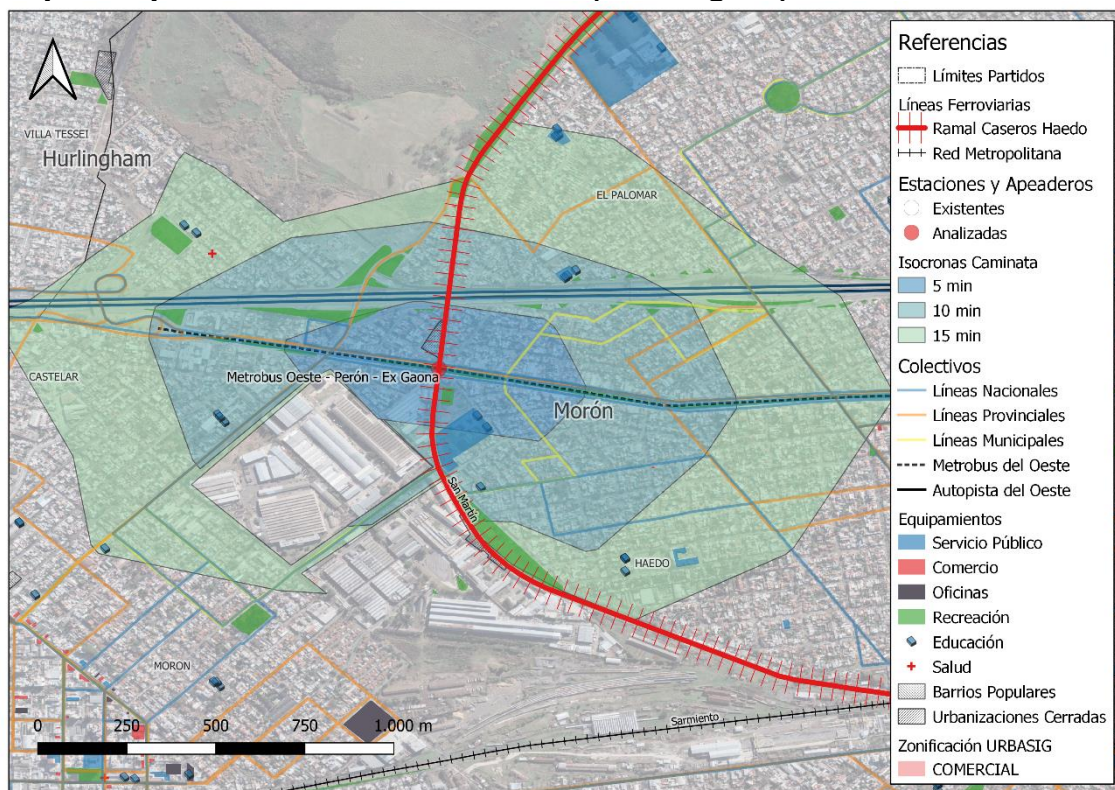 Referencias
Límites Partidos
Líneas Ferroviarias
Ramal Caseros Haedo
Red Metropolitana
Estaciones y Apeaderos
Existentes
Analizadas
Isocronas Caminata
5 min
10 min
15 min
Colectivos
Líneas Nacionales
Líneas Provinciales
Líneas Municipales
Metrobus del Oeste
Autopista del Oeste
Equipamientos
Servicio Público
Comercio
Oficinas
Recreación
Educación
Salud
Barrios Populares
Urbanizaciones Cerradas
Zonificación URBASIG
COMERCIAL
VILLA TESSEI
Hurlingham
EL PALOMAR
CASTELAR
Metrobus Oeste - Perón - Ex Gaona
Morón
San Martín
HAEDO
MORON
Sarmiento
0 250 500 750 1.000 m